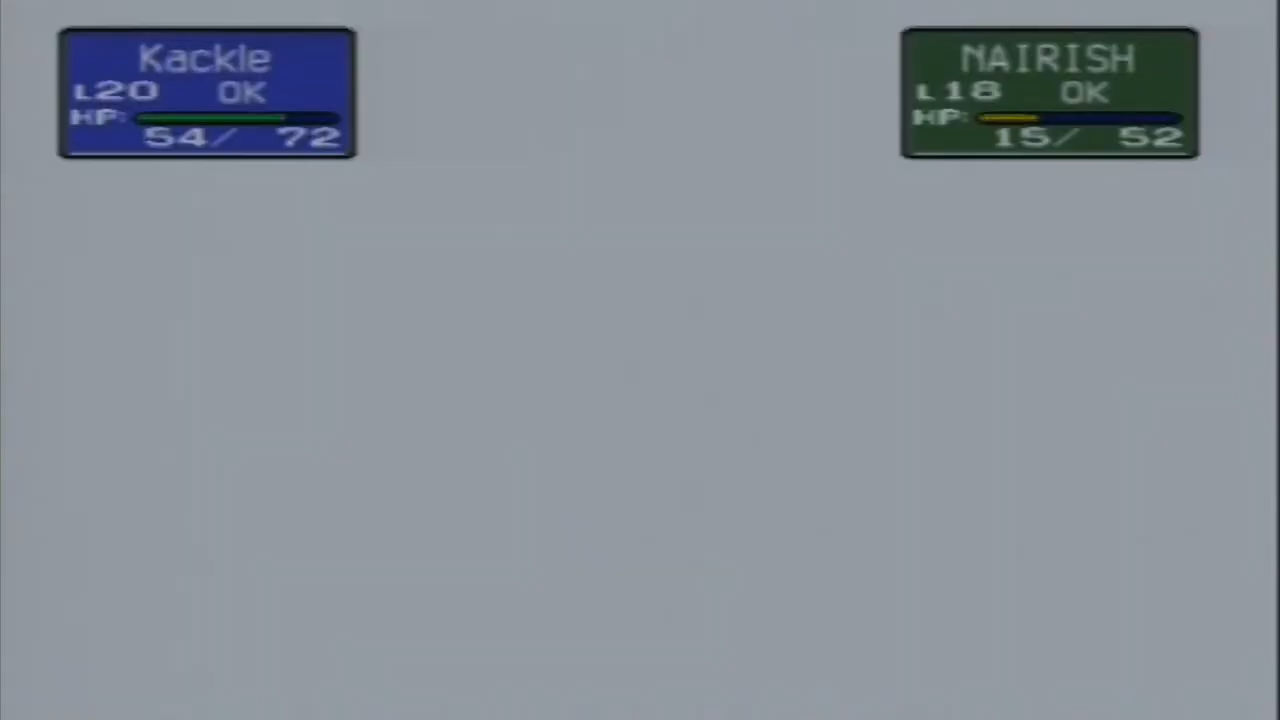 Kackle
L20 OK
HP:
54/ 72
NAIRISH
L18 OK
HP:
15/ 52